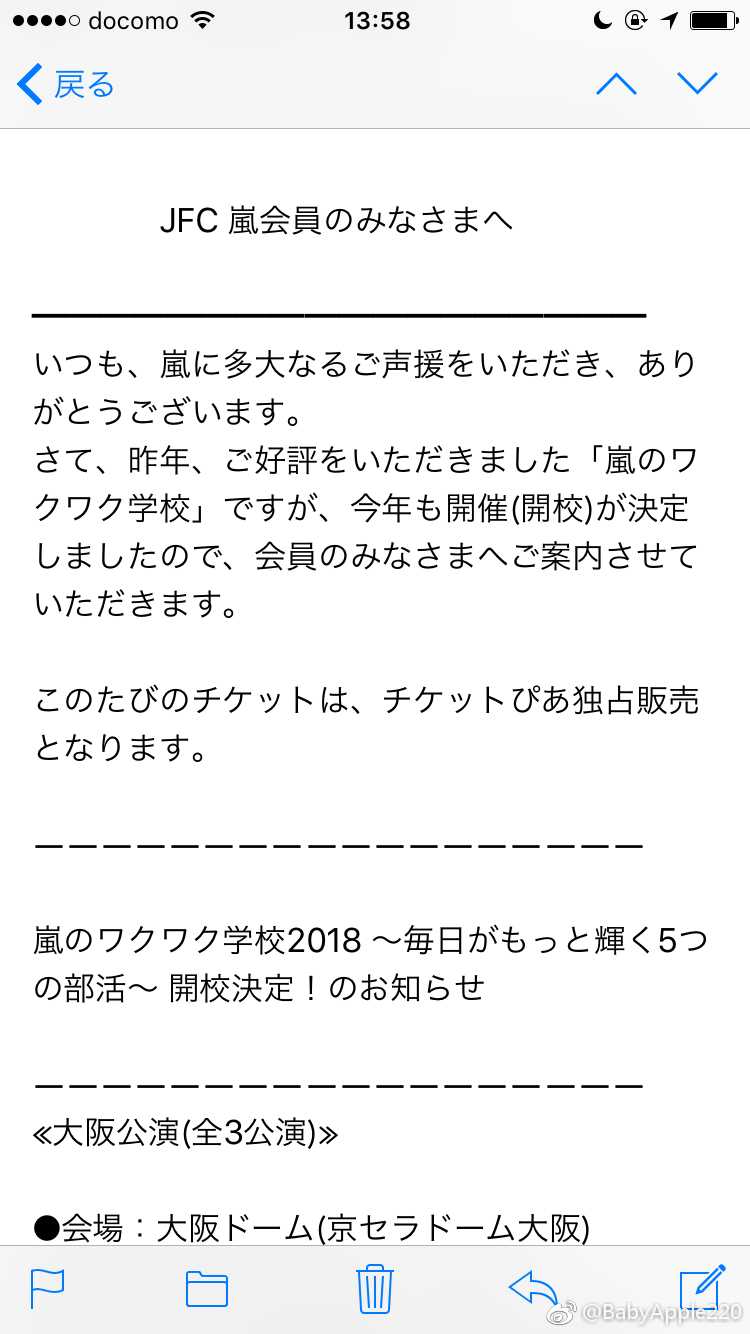 docomo 13:58
戻る
JFC 嵐会員のみなさまへ
いつも、嵐に多大なるご声援をいただき、あり
がとうございます。
さて、昨年、ご好評をいただきました「嵐のワ
クワク学校」ですが、今年も開催(開校)が決定
しましたので、会員のみなさまへご案内させて
いただきます。
このたびのチケットは、チケットぴあ独占販売
となります。
ーーーーーーーーーーーーーーーーーー
嵐のワクワク学校2018 〜毎日がもっと輝く5つ
の部活〜 開校決定！のお知らせ
ーーーーーーーーーーーーーーーーーー
≪大阪公演(全3公演)≫
●会場：大阪ドーム(京セラドーム大阪)
@BabyApple220